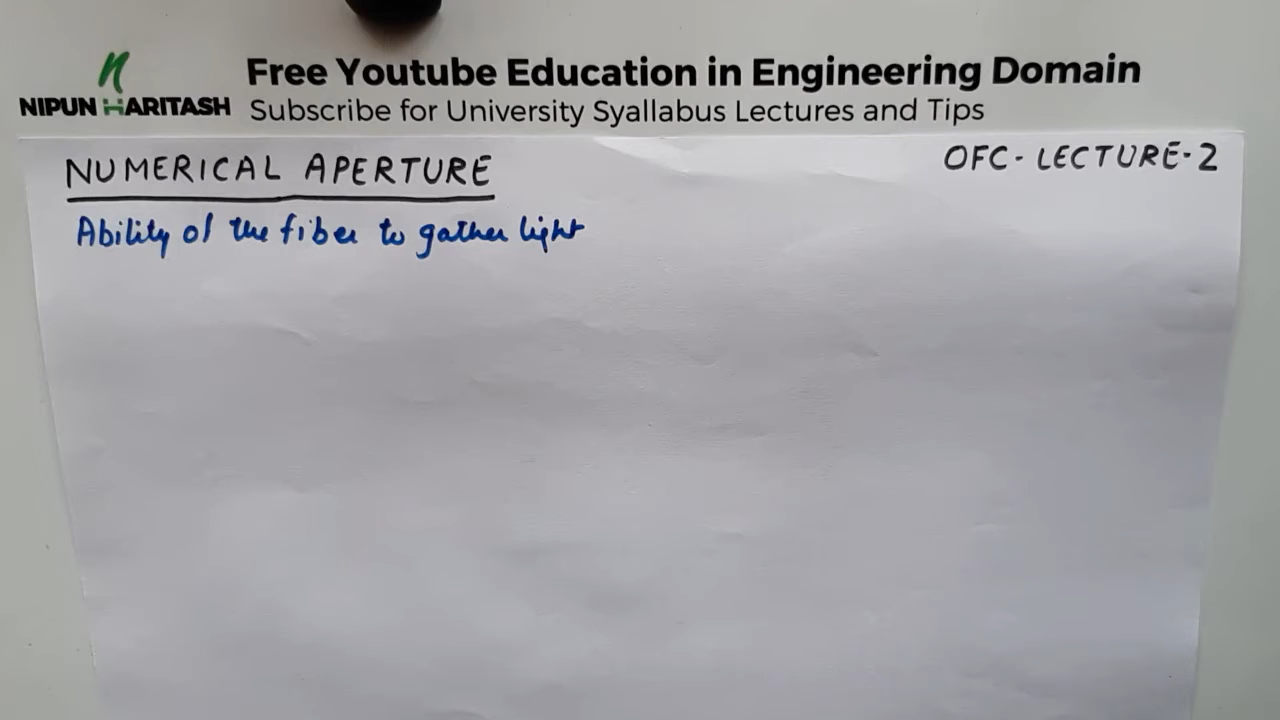 Free Youtube Education in Engineering Domain
NIPUN HARITASH
Subscribe for University Syallabus Lectures and Tips
NUMERICAL APERTURE
OFC- LECTURE-2
Ability of the fiber to gather light